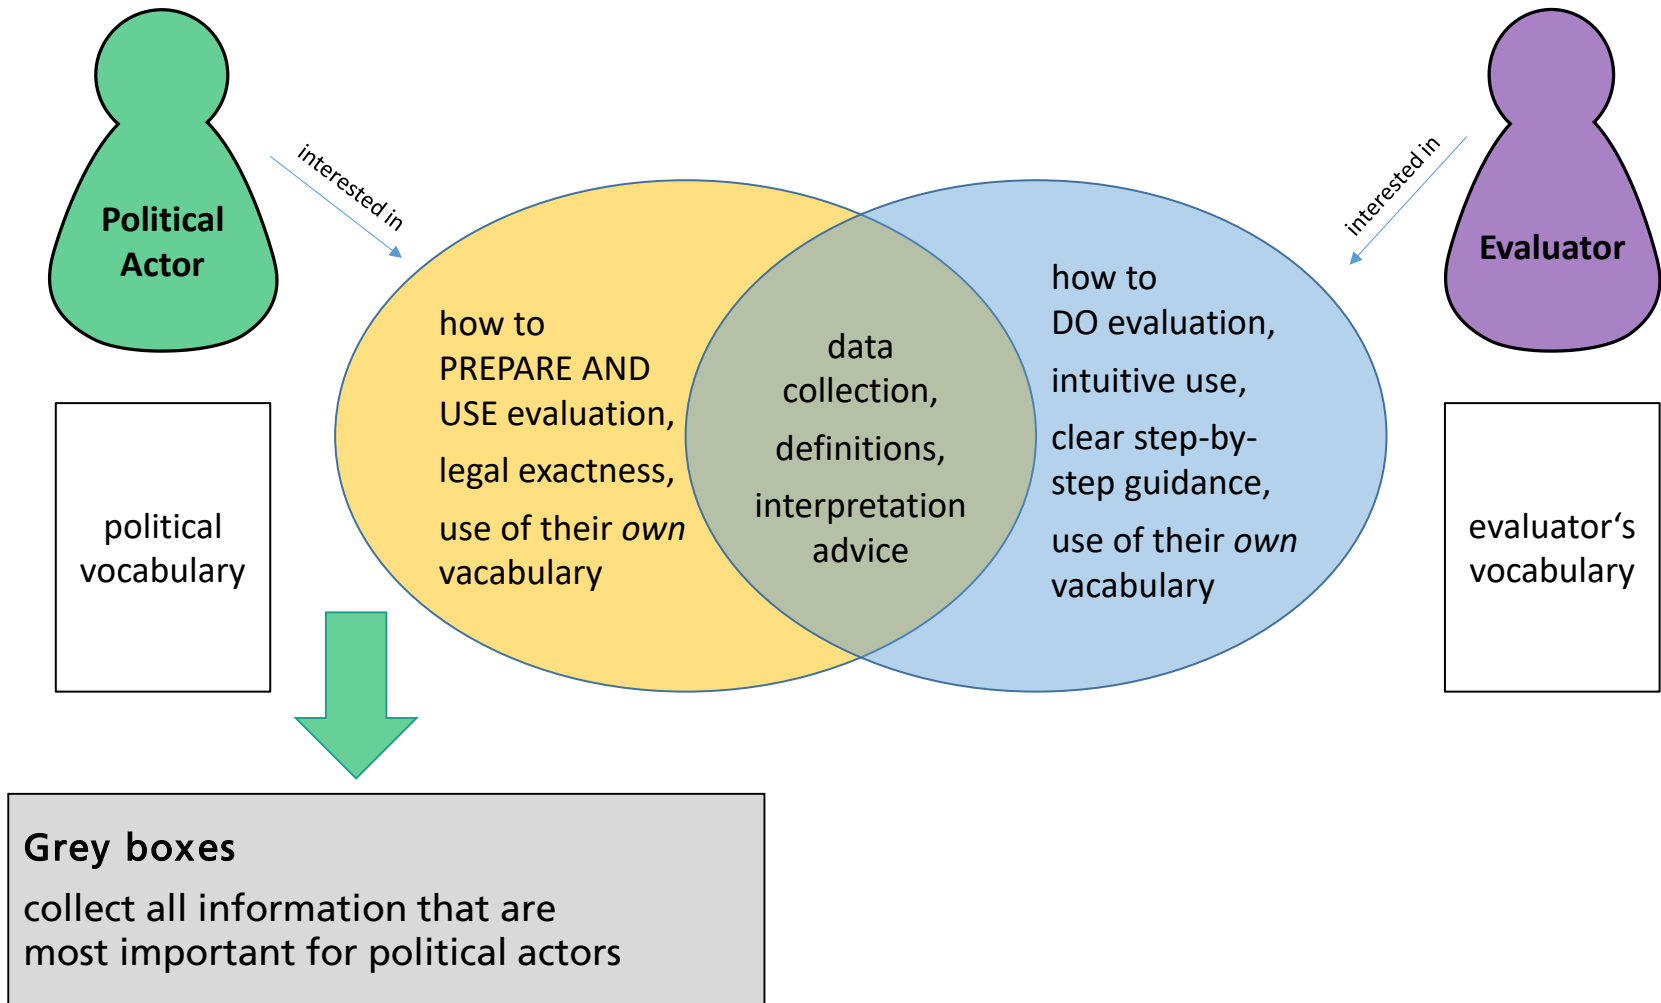 Political
Actor
interested in
how to
PREPARE AND
USE evaluation,
legal exactness,
use of their own
vacabulary
data
collection,
definitions,
interpretation
advice
how to
DO evaluation,
intuitive use,
clear step-by-
step guidance,
use of their own
vacabulary
interested in
Evaluator
political
vocabulary
evaluator‘s
vocabulary
Grey boxes
collect all information that are
most important for political actors